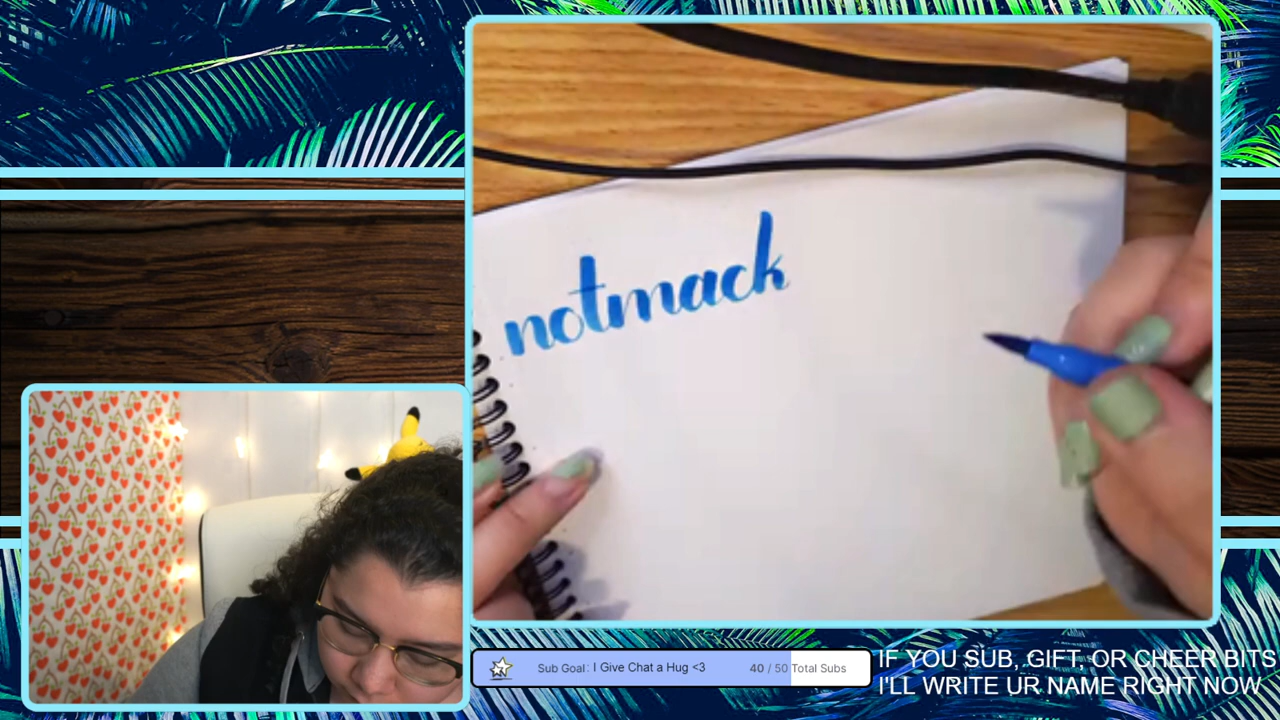 notmack
Sub Goal: I Give Chat a Hug <3 40 / 50 Total Subs
IF YOU SUB, GIFT, OR CHEER BITS
I'LL WRITE UR NAME RIGHT NOW